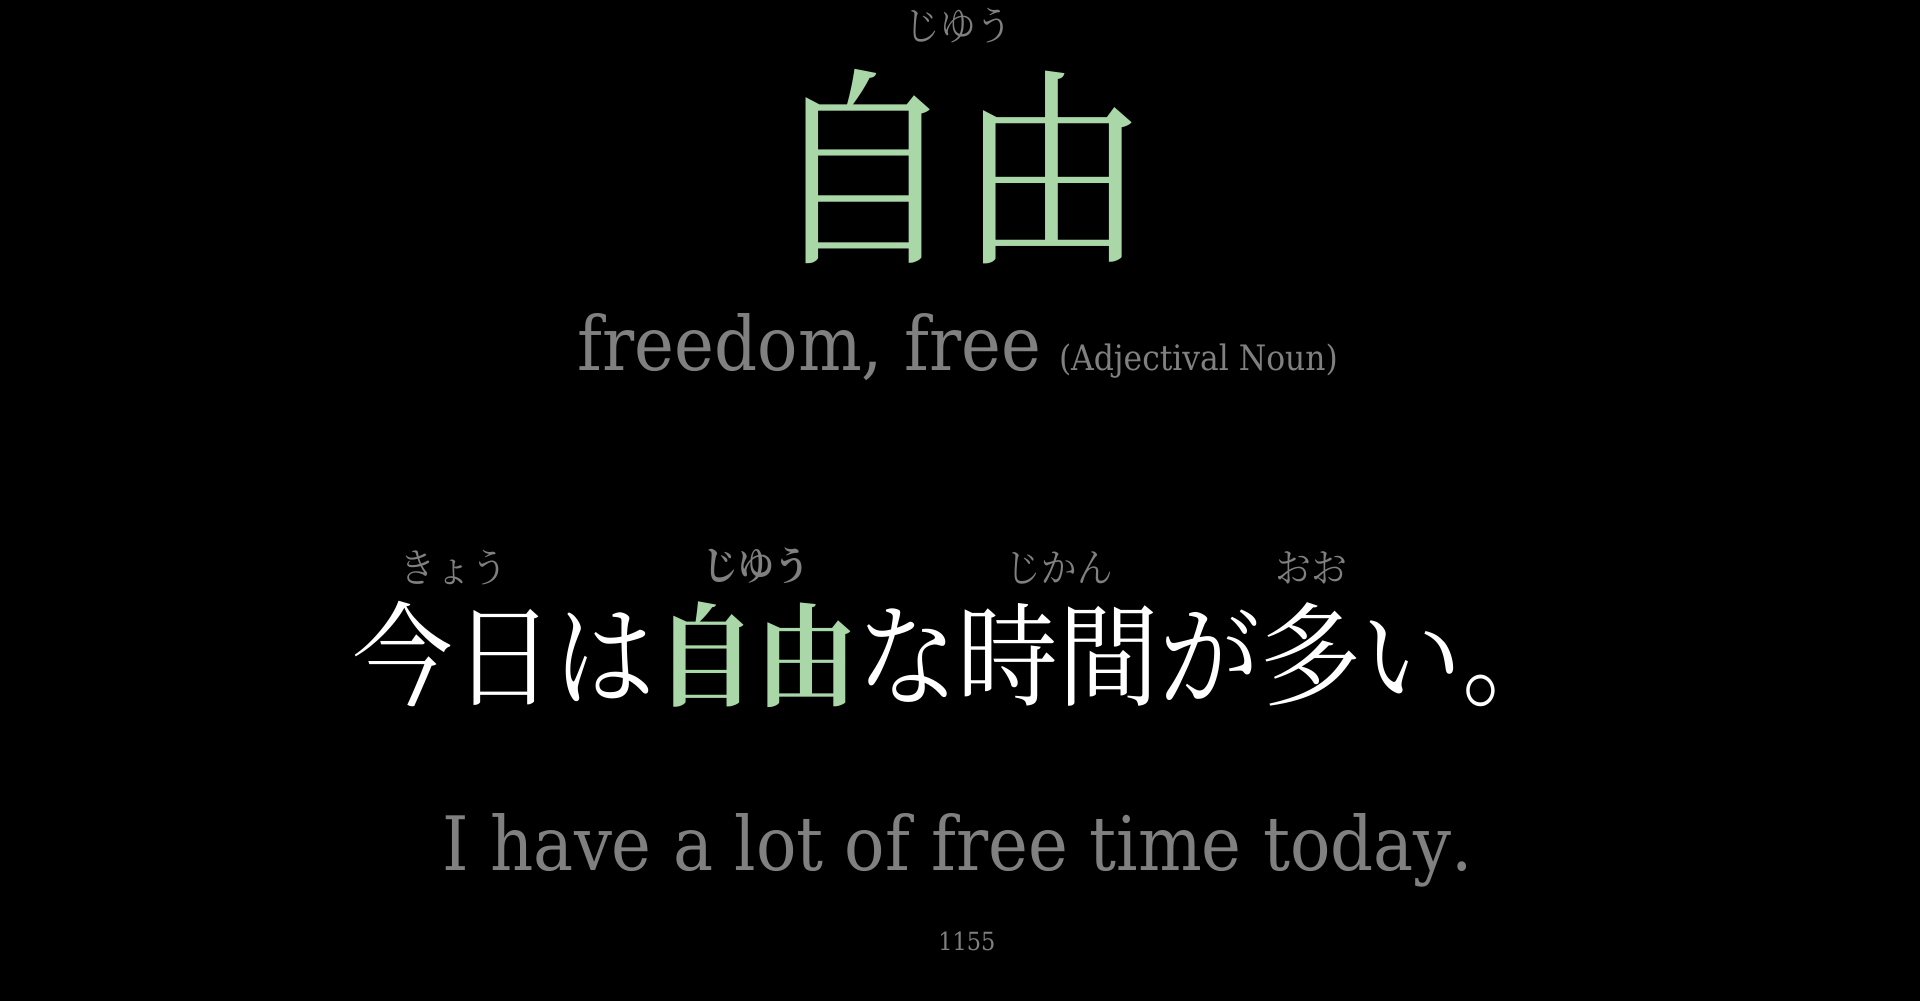 じゆう
自由
freedom, free (Adjectival Noun)
きょう じゆう じかん おお
今日は自由な時間が多い。
I have a lot of free time today.
1155